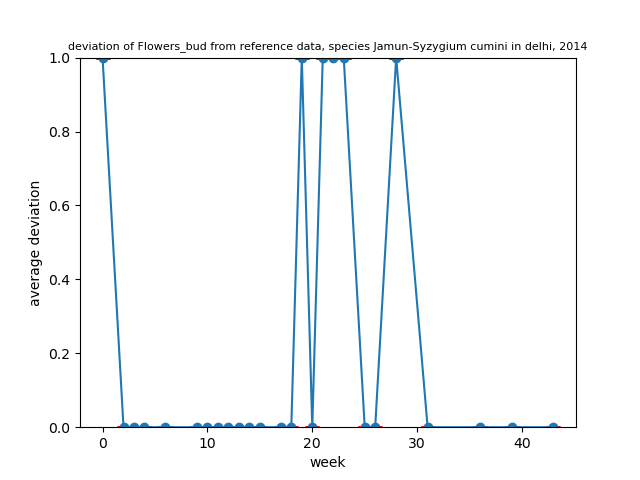 deviation of Flowers_bud from reference data, species Jamun-Syzygium cumini in delhi, 2014
1.0
0.8
0.6
0.4
0.2
0.0
average deviation
0 10 20 30 40
week